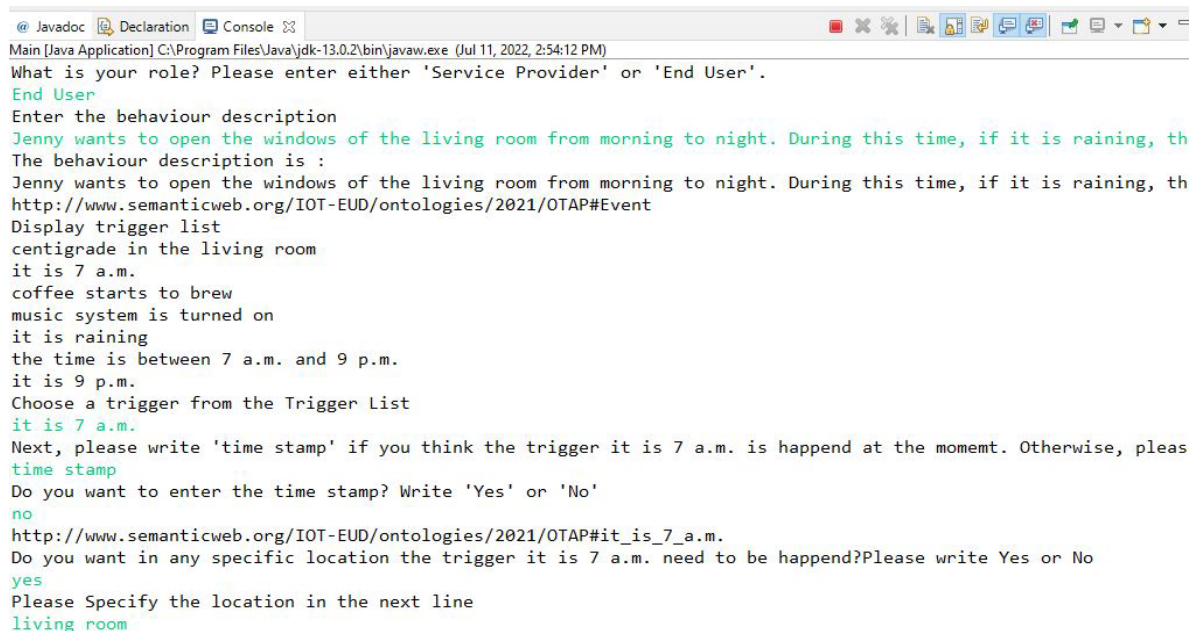 @ Javadoc Declaration Console
Main [Java Application] C:\Program Files\Java\jdk-13.0.2\bin\javaw.exe (Jul 11, 2022, 2:54:12 PM)
What is your role? Please enter either 'Service Provider' or 'End User'.
End User
Enter the behaviour description
Jenny wants to open the windows of the living room from morning to night. During this time, if it is raining, th
The behaviour description is :
Jenny wants to open the windows of the living room from morning to night. During this time, if it is raining, th
http://www.semanticweb.org/IOT-EUD/ontologies/2021/OTAP#Event
Display trigger list
centigrade in the living room
it is 7 a.m.
coffee starts to brew
music system is turned on
it is raining
the time is between 7 a.m. and 9 p.m.
it is 9 p.m.
Choose a trigger from the Trigger List
it is 7 a.m.
Next, please write 'time stamp' if you think the trigger it is 7 a.m. is happend at the momemt. Otherwise, pleas
time stamp
Do you want to enter the time stamp? Write 'Yes' or 'No'
no
http://www.semanticweb.org/IOT-EUD/ontologies/2021/OTAP#it_is_7_a.m.
Do you want in any specific location the trigger it is 7 a.m. need to be happend?Please write Yes or No
yes
Please Specify the location in the next line
living room